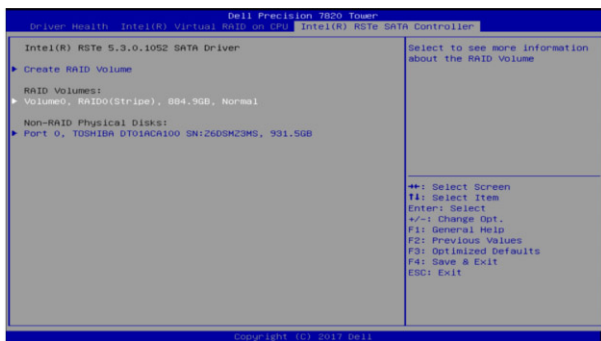 Dell Precision 7820 Tower
Driver Health Intel(R) Virtual RAID on CPU Intel(R) RSTe SATA Controller
Intel(R) RSTe 5.3.0.1052 SATA Driver
Create RAID Volume
RAID Volumes:
Volume0, RAID0(Stripe), 884.9GB, Normal
Non-RAID Physical Disks:
Port 0, TOSHIBA DT01ACA100 SN:Z6DSMZ3MS, 931.5GB
Select to see more information
about the RAID Volume
→←: Select Screen
↑↓: Select Item
Enter: Select
+/-: Change Opt.
F1: General Help
F2: Previous Values
F3: Optimized Defaults
F4: Save & Exit
ESC: Exit
Copyright (C) 2017 Dell